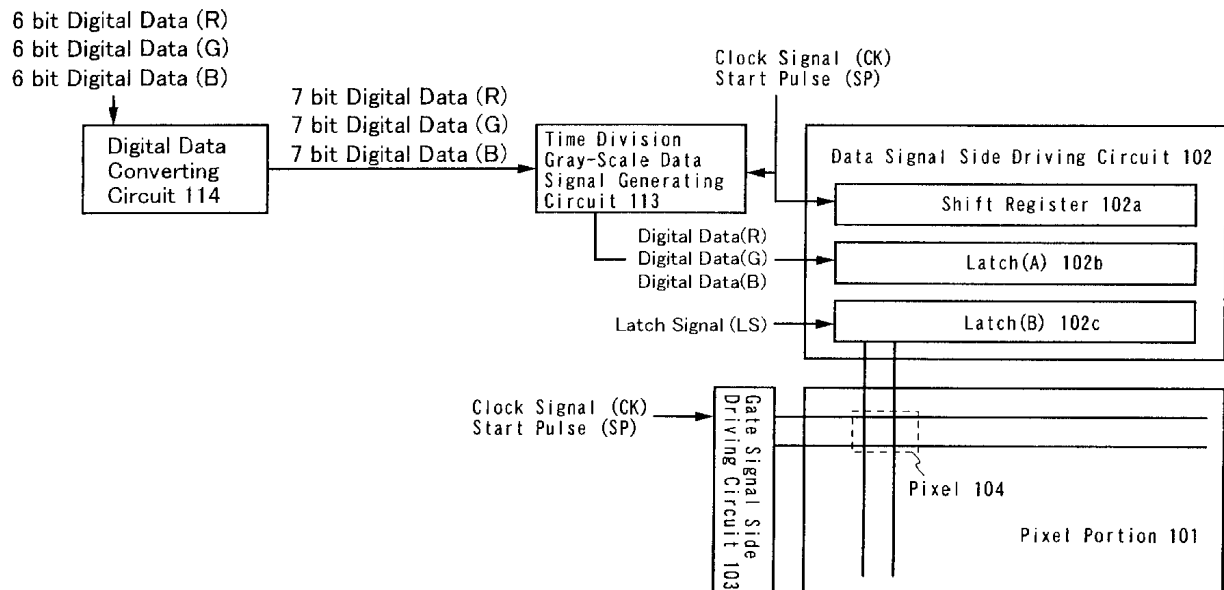 6 bit Digital Data (R)
6 bit Digital Data (G)
6 bit Digital Data (B)
Digital Data
Converting
Circuit 114
7 bit Digital Data (R)
7 bit Digital Data (G)
7 bit Digital Data (B)
Time Division
Gray-Scale Data
Signal Generating
Circuit 113
Clock Signal (CK)
Start Pulse (SP)
Data Signal Side Driving Circuit 102
Shift Register 102a
Digital Data(R)
Digital Data(G)
Digital Data(B)
Latch(A) 102b
Latch Signal (LS)
Latch(B) 102c
Clock Signal (CK)
Start Pulse (SP)
Gate Signal Side
Driving Circuit 103
Pixel 104
Pixel Portion 101